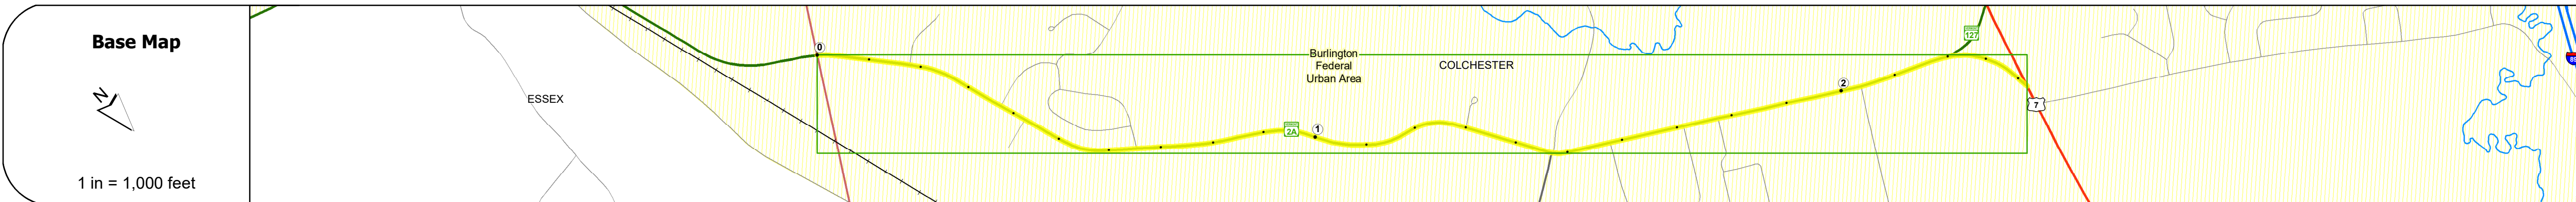 Base Map
N
1 in = 1,000 feet
ESSEX
0
Burlington
Federal
Urban Area
COLCHESTER
2A
1
2
127
7
89